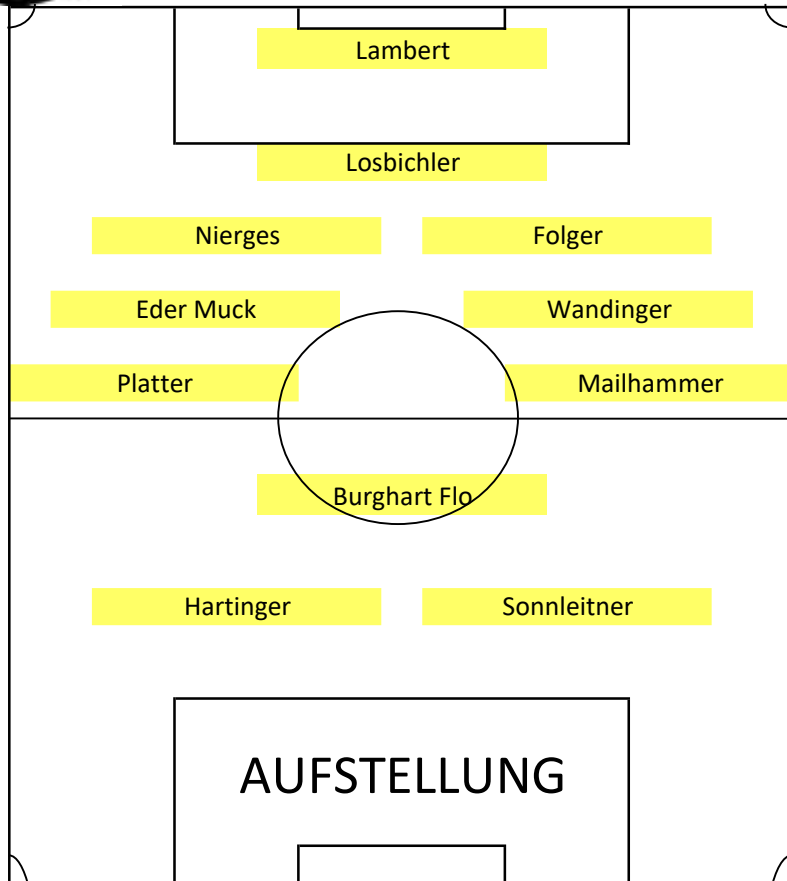 Lambert
Losbichler
Nierges
Folger
Eder Muck
Wandinger
Platter
Mailhammer
Burghart Flo
Hartinger
Sonnleitner
AUFSTELLUNG